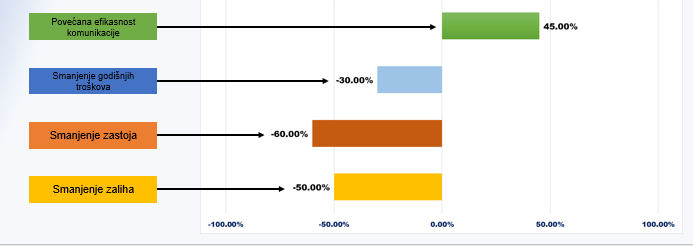 Povećana efikasnost
komunikacije
45.00%
Smanjenje godišnjih
troškova
-30.00%
Smanjenje zastoja
-60.00%
Smanjenje zaliha
-50.00%
-100.00% -50.00% 0.00% 50.00% 100.00%